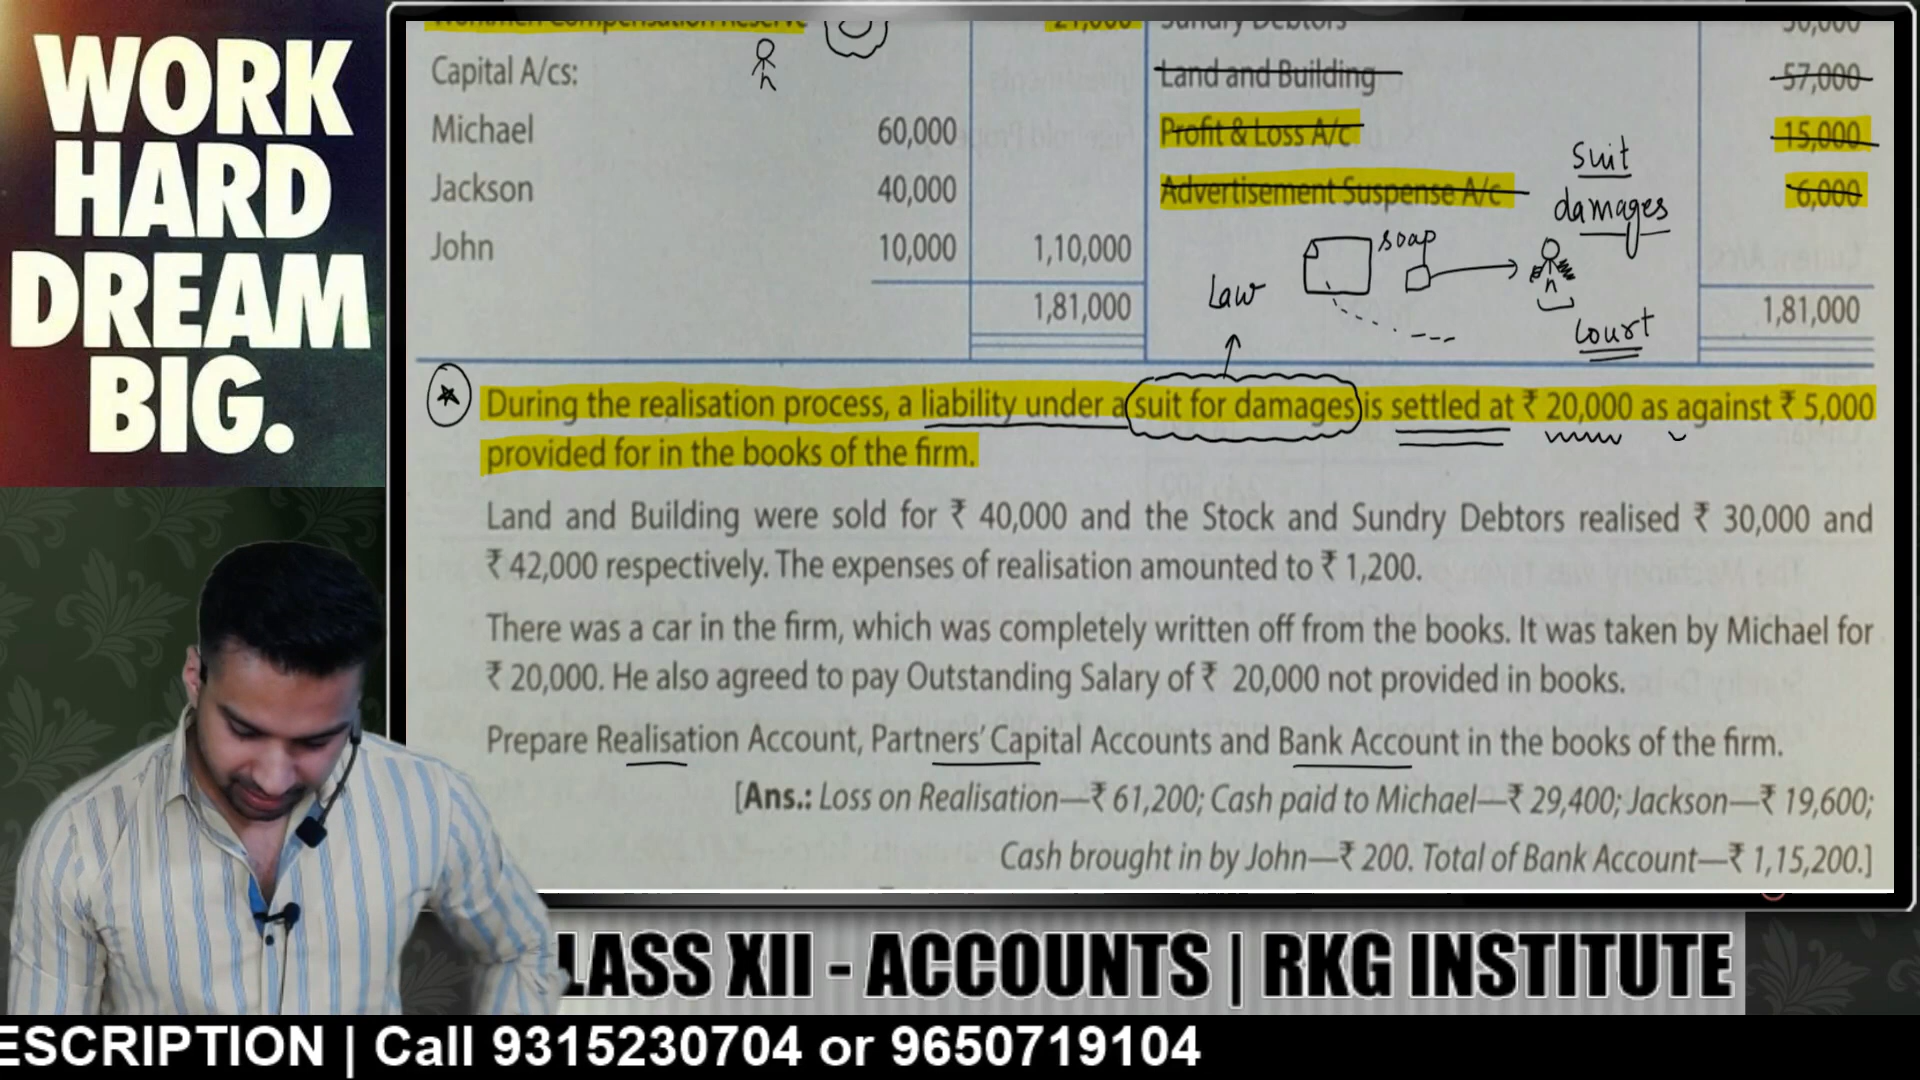 WORK
HARD
DREAM
BIG.
Workmen Compensation Reserve 21,000 Sundry Debtors
Capital A/cs: Land and Building 57,000
Michael 60,000 Profit & Loss A/c 15,000
Jackson 40,000 Advertisement Suspense A/c 6,000
John 10,000 1,10,000
1,81,000 1,81,000
Suit
damages
soap
Law
Court
During the realisation process, a liability under a suit for damages is settled at ₹ 20,000 as against ₹ 5,000
provided for in the books of the firm.
Land and Building were sold for ₹ 40,000 and the Stock and Sundry Debtors realised ₹ 30,000 and
₹ 42,000 respectively. The expenses of realisation amounted to ₹ 1,200.
There was a car in the firm, which was completely written off from the books. It was taken by Michael for
₹ 20,000. He also agreed to pay Outstanding Salary of ₹ 20,000 not provided in books.
Prepare Realisation Account, Partners' Capital Accounts and Bank Account in the books of the firm.
[Ans.: Loss on Realisation—₹ 61,200; Cash paid to Michael—₹ 29,400; Jackson—₹ 19,600;
Cash brought in by John—₹ 200. Total of Bank Account—₹ 1,15,200.]
LASS XII - ACCOUNTS | RKG INSTITUTE
ESCRIPTION | Call 9315230704 or 9650719104